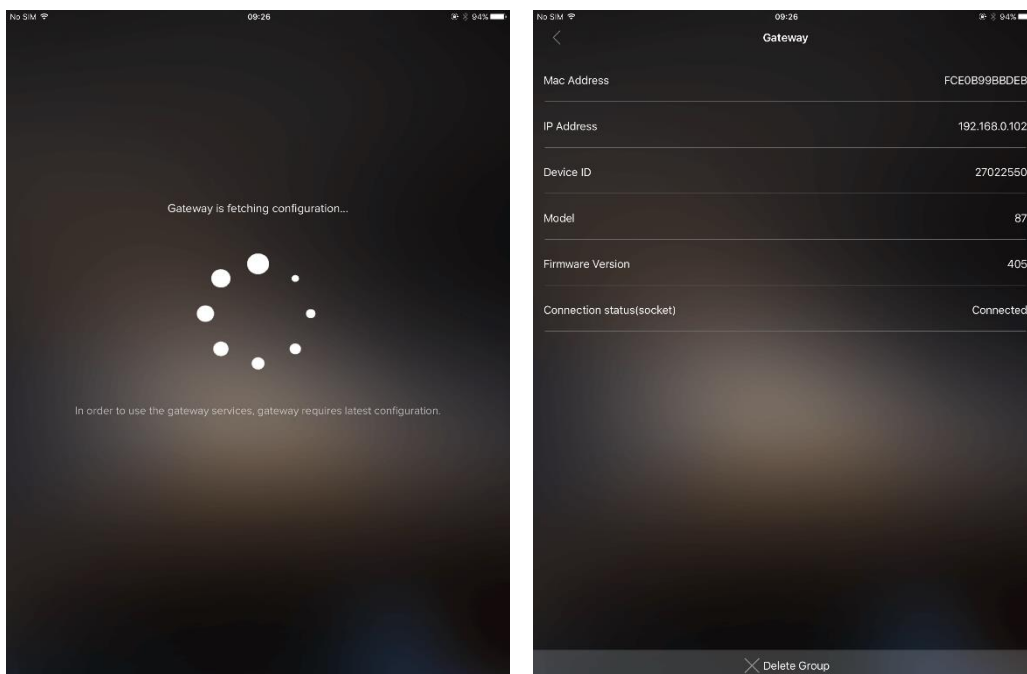 No SIM 09:26 94%
Gateway is fetching configuration...
In order to use the gateway services, gateway requires latest configuration.
No SIM 09:26 94%
Gateway
Mac Address FCE0B99BBDEB
IP Address 192.168.0.102
Device ID 27022550
Model 87
Firmware Version 405
Connection status(socket) Connected
Delete Group